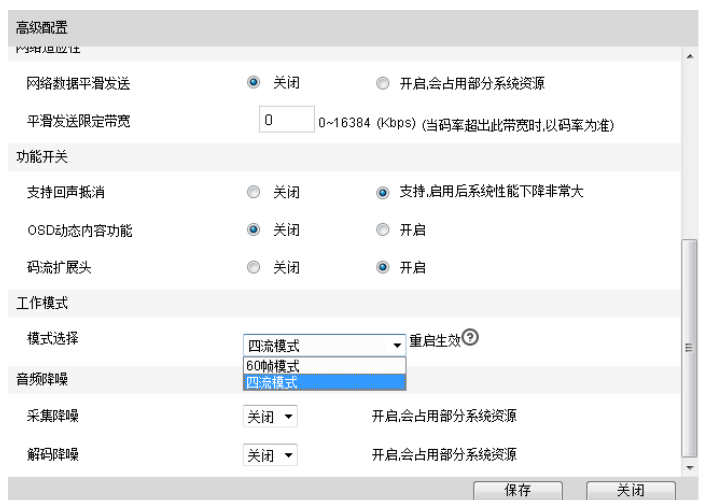 高级配置
网络适应性
网络数据平滑发送 关闭 开启,会占用部分系统资源
平滑发送限定带宽 0 0~16384 (Kbps) (当码率超出此带宽时,以码率为准)
功能开关
支持回声抵消 关闭 支持,启用后系统性能下降非常大
OSD动态内容功能 关闭 开启
码流扩展头 关闭 开启
工作模式
模式选择 四流模式 重启生效?
60帧模式
四流模式
音频降噪
采集降噪 关闭 开启,会占用部分系统资源
解码降噪 关闭 开启,会占用部分系统资源
保存 关闭